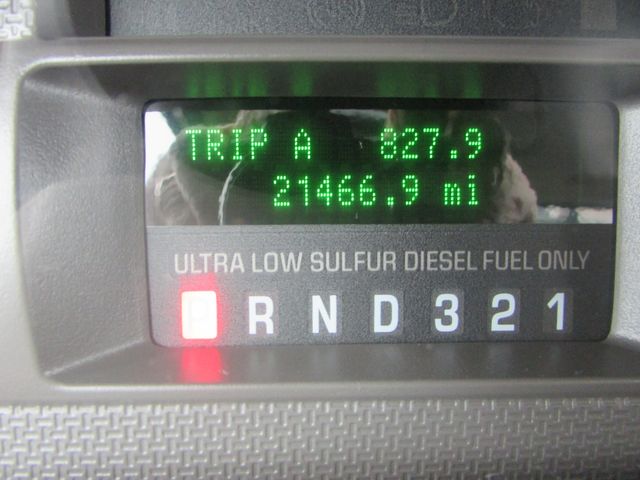 TRIP A 827.9
21466.9 mi
ULTRA LOW SULFUR DIESEL FUEL ONLY
P R N D 3 2 1